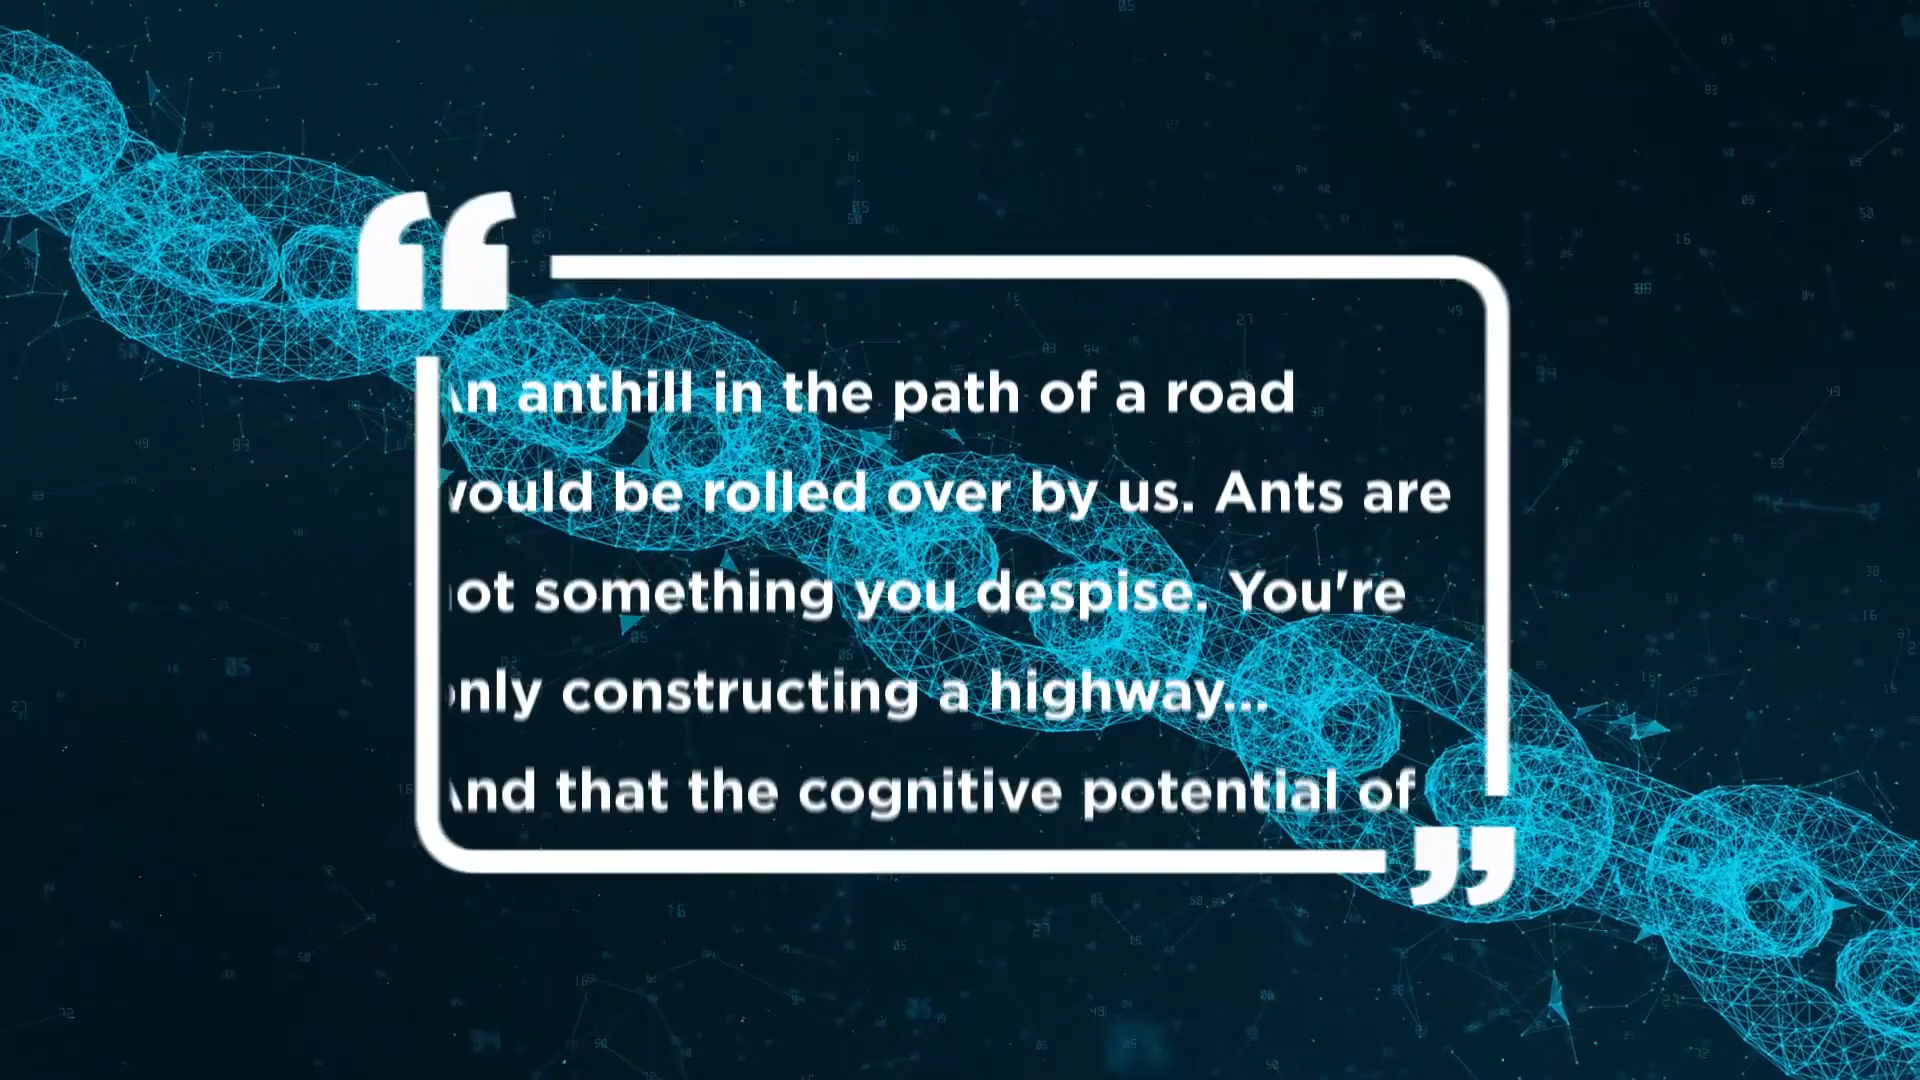 An anthill in the path of a road
would be rolled over by us. Ants are
not something you despise. You're
only constructing a highway...
And that the cognitive potential of